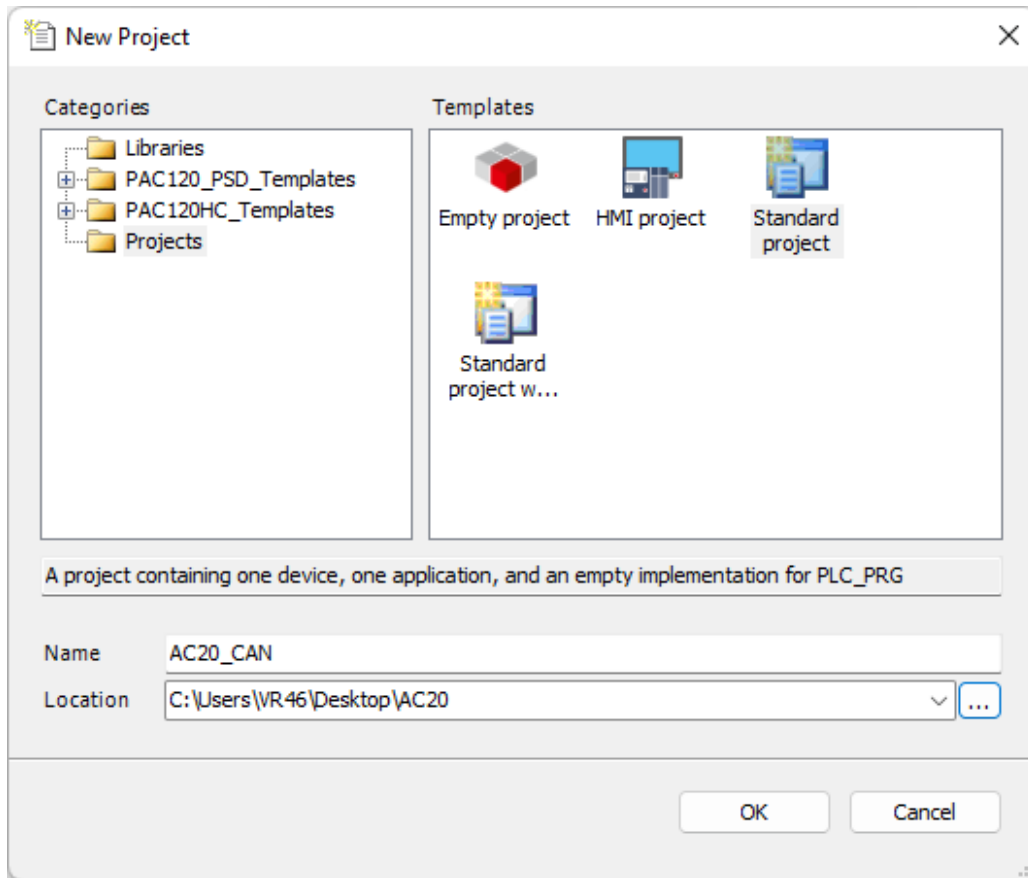 New Project
Categories
Templates
Libraries
PAC120_PSD_Templates
PAC120HC_Templates
Projects
Empty project
HMI project
Standard
project
Standard
project w...
A project containing one device, one application, and an empty implementation for PLC_PRG
Name
AC20_CAN
Location
C:\Users\VR46\Desktop\AC20
...
OK
Cancel